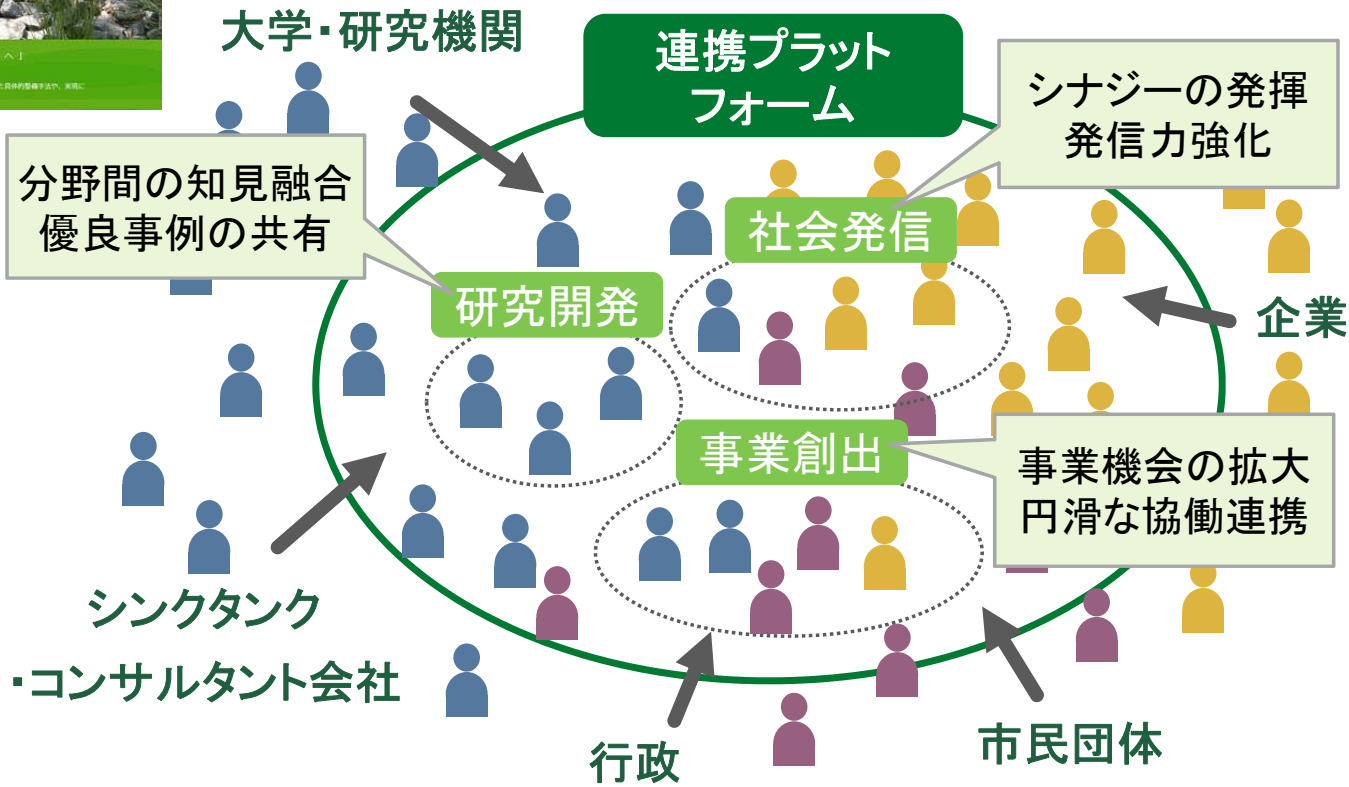 へ！
大学・研究機関
連携プラット
フォーム
シナジーの発揮
発信力強化
分野間の知見融合
優良事例の共有
社会発信
研究開発
企業
事業創出
事業機会の拡大
円滑な協働連携
シンクタンク
・コンサルタント会社
行政
市民団体